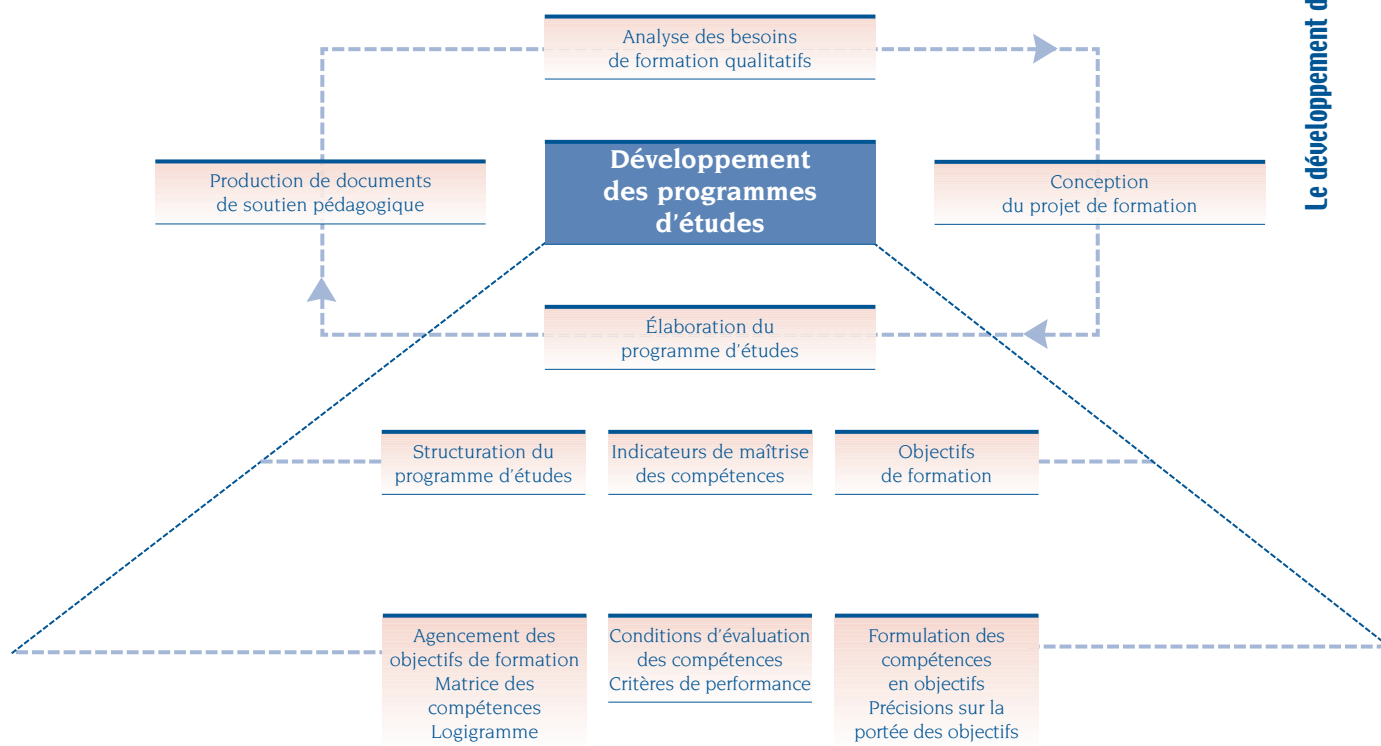 Analyse des besoins
de formation qualitatifs
Le développement d
Développement
des programmes
d'études
Production de documents
de soutien pédagogique
Conception
du projet de formation
Élaboration du
programme d'études
Structuration du
programme d'études
Indicateurs de maîtrise
des compétences
Objectifs
de formation
Agencement des
objectifs de formation
Matrice des
compétences
Logigramme
Conditions d'évaluation
des compétences
Critères de performance
Formulation des
compétences
en objectifs
Précisions sur la
portée des objectifs